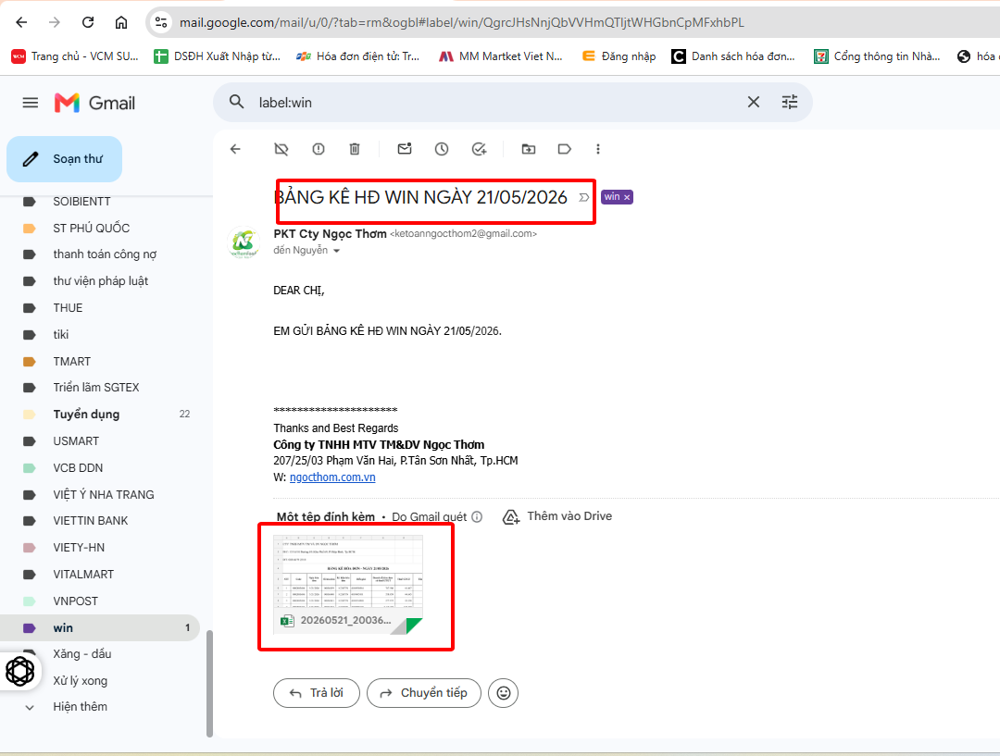 mail.google.com/mail/u/0/?tab=rm&ogbl#label/win/QgrcJHsNnjQbVVHmQTljtWHGbnCpMFxhbPL
Trang chủ - VCM SU... DSĐH Xuất Nhập từ... Hóa đơn điện tử: Tr... MM Martket Viet N... Đăng nhập Danh sách hóa đơn... Cổng thông tin Nhà... hóa
Gmail
label:win
Soạn thư
SOIBIENTT
ST PHÚ QUỐC
thanh toán công nợ
thư viện pháp luật
THUE
tiki
TMART
Triển lãm SGTEX
Tuyển dụng 22
USMART
VCB DDN
VIỆT Ý NHA TRANG
VIETTIN BANK
VIETY-HN
VITALMART
VNPOST
win 1
Xăng - dầu
Xử lý xong
Hiện thêm
BẢNG KÊ HĐ WIN NGÀY 21/05/2026 win x
PKT Cty Ngọc Thơm <ketoanngocthom2@gmail.com>
đến Nguyễn
DEAR CHỊ,
EM GỬI BẢNG KÊ HĐ WIN NGÀY 21/05/2026.
*********************
Thanks and Best Regards
Công ty TNHH MTV TM&DV Ngọc Thơm
207/25/03 Phạm Văn Hai, P.Tân Sơn Nhất, Tp.HCM
W: ngocthom.com.vn
Một tệp đính kèm • Do Gmail quét Thêm vào Drive
BẢNG KÊ HÓA ĐƠN - NGÀY 21/05/2026
20260521_20036...
Trả lời Chuyển tiếp